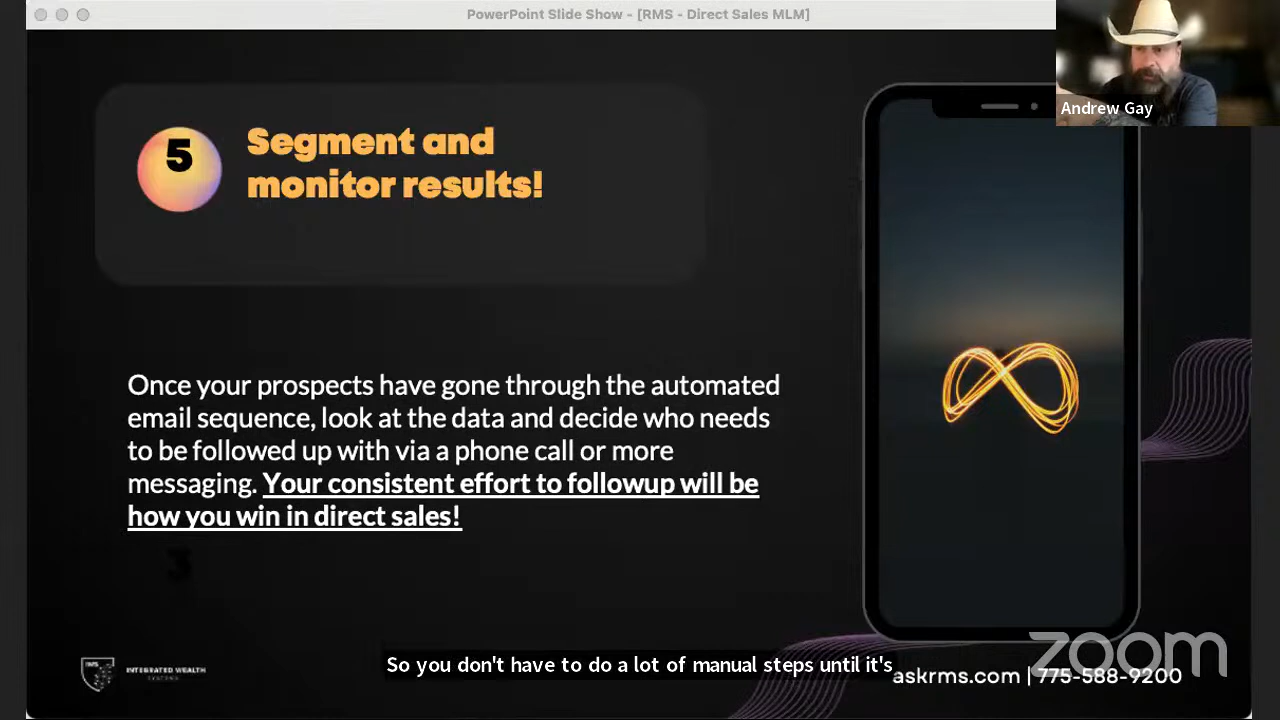 PowerPoint Slide Show - [RMS - Direct Sales MLM]
Andrew Gay
5
Segment and
monitor results!
Once your prospects have gone through the automated
email sequence, look at the data and decide who needs
to be followed up with via a phone call or more
messaging. Your consistent effort to followup will be
how you win in direct sales!
3
RMS
INTEGRATED WEALTH
SYSTEMS
So you don't have to do a lot of manual steps until it's
askrms.com | 775-588-9200
zoom